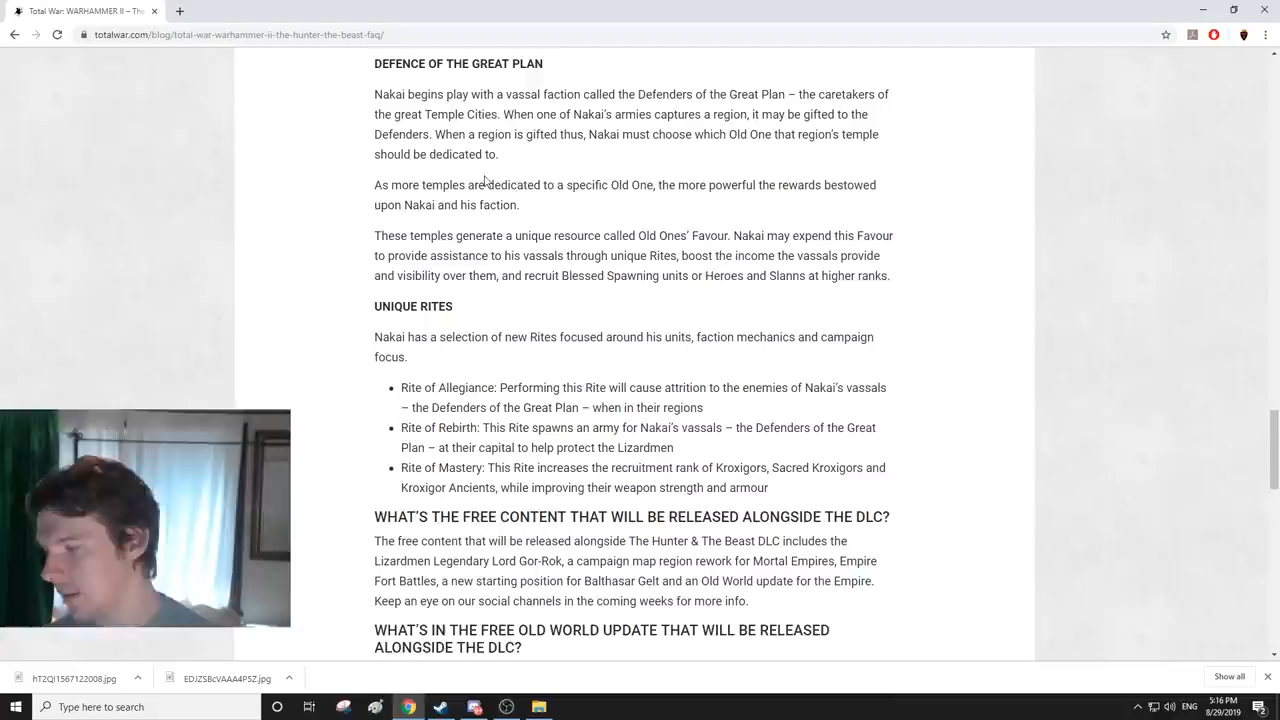 Total War: WARHAMMER II – The
totalwar.com/blog/total-war-warhammer-ii-the-hunter-the-beast-faq/
DEFENCE OF THE GREAT PLAN
Nakai begins play with a vassal faction called the Defenders of the Great Plan – the caretakers of
the great Temple Cities. When one of Nakai's armies captures a region, it may be gifted to the
Defenders. When a region is gifted thus, Nakai must choose which Old One that region's temple
should be dedicated to.
As more temples are dedicated to a specific Old One, the more powerful the rewards bestowed
upon Nakai and his faction.
These temples generate a unique resource called Old Ones' Favour. Nakai may expend this Favour
to provide assistance to his vassals through unique Rites, boost the income the vassals provide
and visibility over them, and recruit Blessed Spawning units or Heroes and Slanns at higher ranks.
UNIQUE RITES
Nakai has a selection of new Rites focused around his units, faction mechanics and campaign
focus.
• Rite of Allegiance: Performing this Rite will cause attrition to the enemies of Nakai's vassals
– the Defenders of the Great Plan – when in their regions
• Rite of Rebirth: This Rite spawns an army for Nakai's vassals – the Defenders of the Great
Plan – at their capital to help protect the Lizardmen
• Rite of Mastery: This Rite increases the recruitment rank of Kroxigors, Sacred Kroxigors and
Kroxigor Ancients, while improving their weapon strength and armour
WHAT'S THE FREE CONTENT THAT WILL BE RELEASED ALONGSIDE THE DLC?
The free content that will be released alongside The Hunter & The Beast DLC includes the
Lizardmen Legendary Lord Gor-Rok, a campaign map region rework for Mortal Empires, Empire
Fort Battles, a new starting position for Balthasar Gelt and an Old World update for the Empire.
Keep an eye on our social channels in the coming weeks for more info.
WHAT'S IN THE FREE OLD WORLD UPDATE THAT WILL BE RELEASED
ALONGSIDE THE DLC?
hT2QI1567122008.jpg
EDJZSBcVAAA4P5Z.jpg
Show all
Type here to search
ENG
5:16 PM
8/29/2019
2